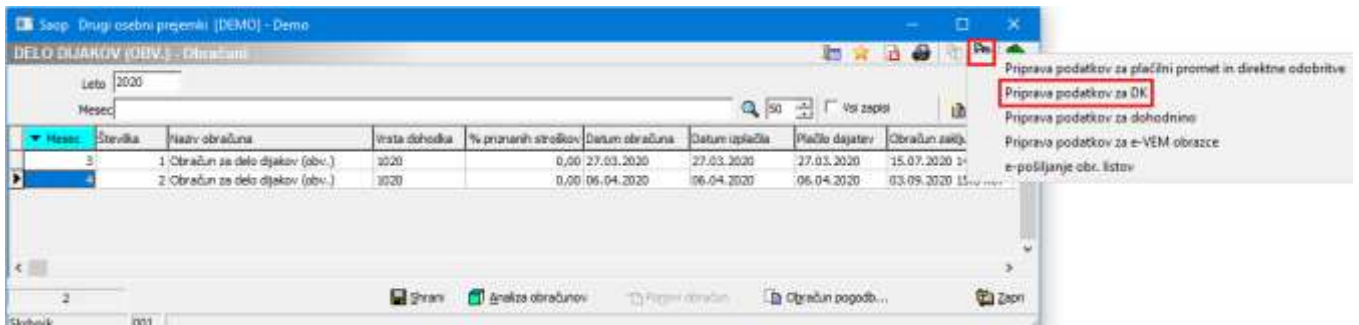 Saop Drugi osebni prejemki [DEMO] - Demo
DELO DIJAKOV (OBV.) - Obračuni
Leto 2020
Mesec
50 Vsi zapisi
Mesec Številka Naziv obračuna Vrsta dohodka % priznanih stroškov Datum obračuna Datum izplačila Plačilo dajatev Obračun zaklj
3 1 Obračun za delo dijakov (obv.) 1020 0,00 27.03.2020 27.03.2020 27.03.2020 15.07.2020
4 2 Obračun za delo dijakov (obv.) 1020 0,00 06.04.2020 06.04.2020 06.04.2020 03.09.2020
Priprava podatkov za plačilni promet in direktne odobritve
Priprava podatkov za DK
Priprava podatkov za dohodnino
Priprava podatkov za e-VEM obrazce
e-pošiljanje obr. listov
2 Shrani Analiza obračunov Obračun pogodb... Zapri
Skrbnik 001